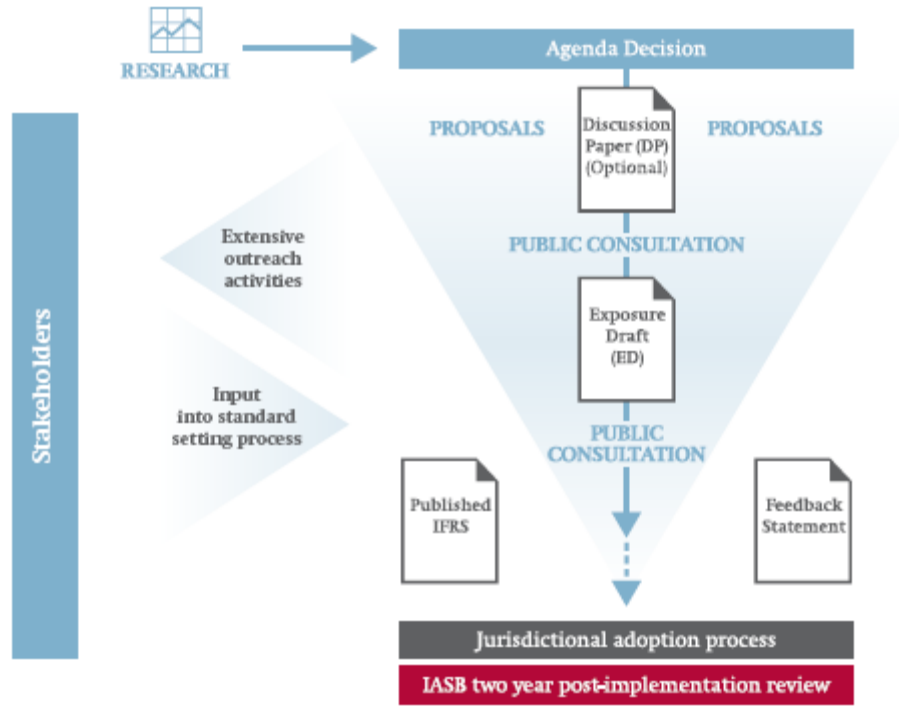 RESEARCH
Agenda Decision
PROPOSALS
Discussion
Paper (DP)
(Optional)
PROPOSALS
PUBLIC CONSULTATION
Stakeholders
Extensive
outreach
activities
Exposure
Draft
(ED)
Input
into standard
setting process
PUBLIC
CONSULTATION
Published
IFRS
Feedback
Statement
Jurisdictional adoption process
IASB two year post-implementation review